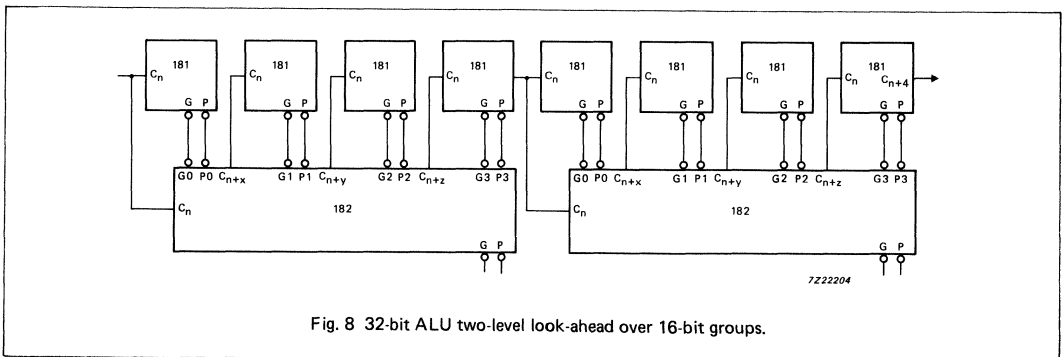 181 181 181 181 181 181 181 181
Cn Cn Cn Cn Cn Cn Cn Cn Cn+4
G P G P G P G P G P G P G P G P
G0 P0 Cn+x G1 P1 Cn+y G2 P2 Cn+z G3 P3 G0 P0 Cn+x G1 P1 Cn+y G2 P2 Cn+z G3 P3
Cn 182 Cn 182
G P G P
7Z22204
Fig. 8 32-bit ALU two-level look-ahead over 16-bit groups.